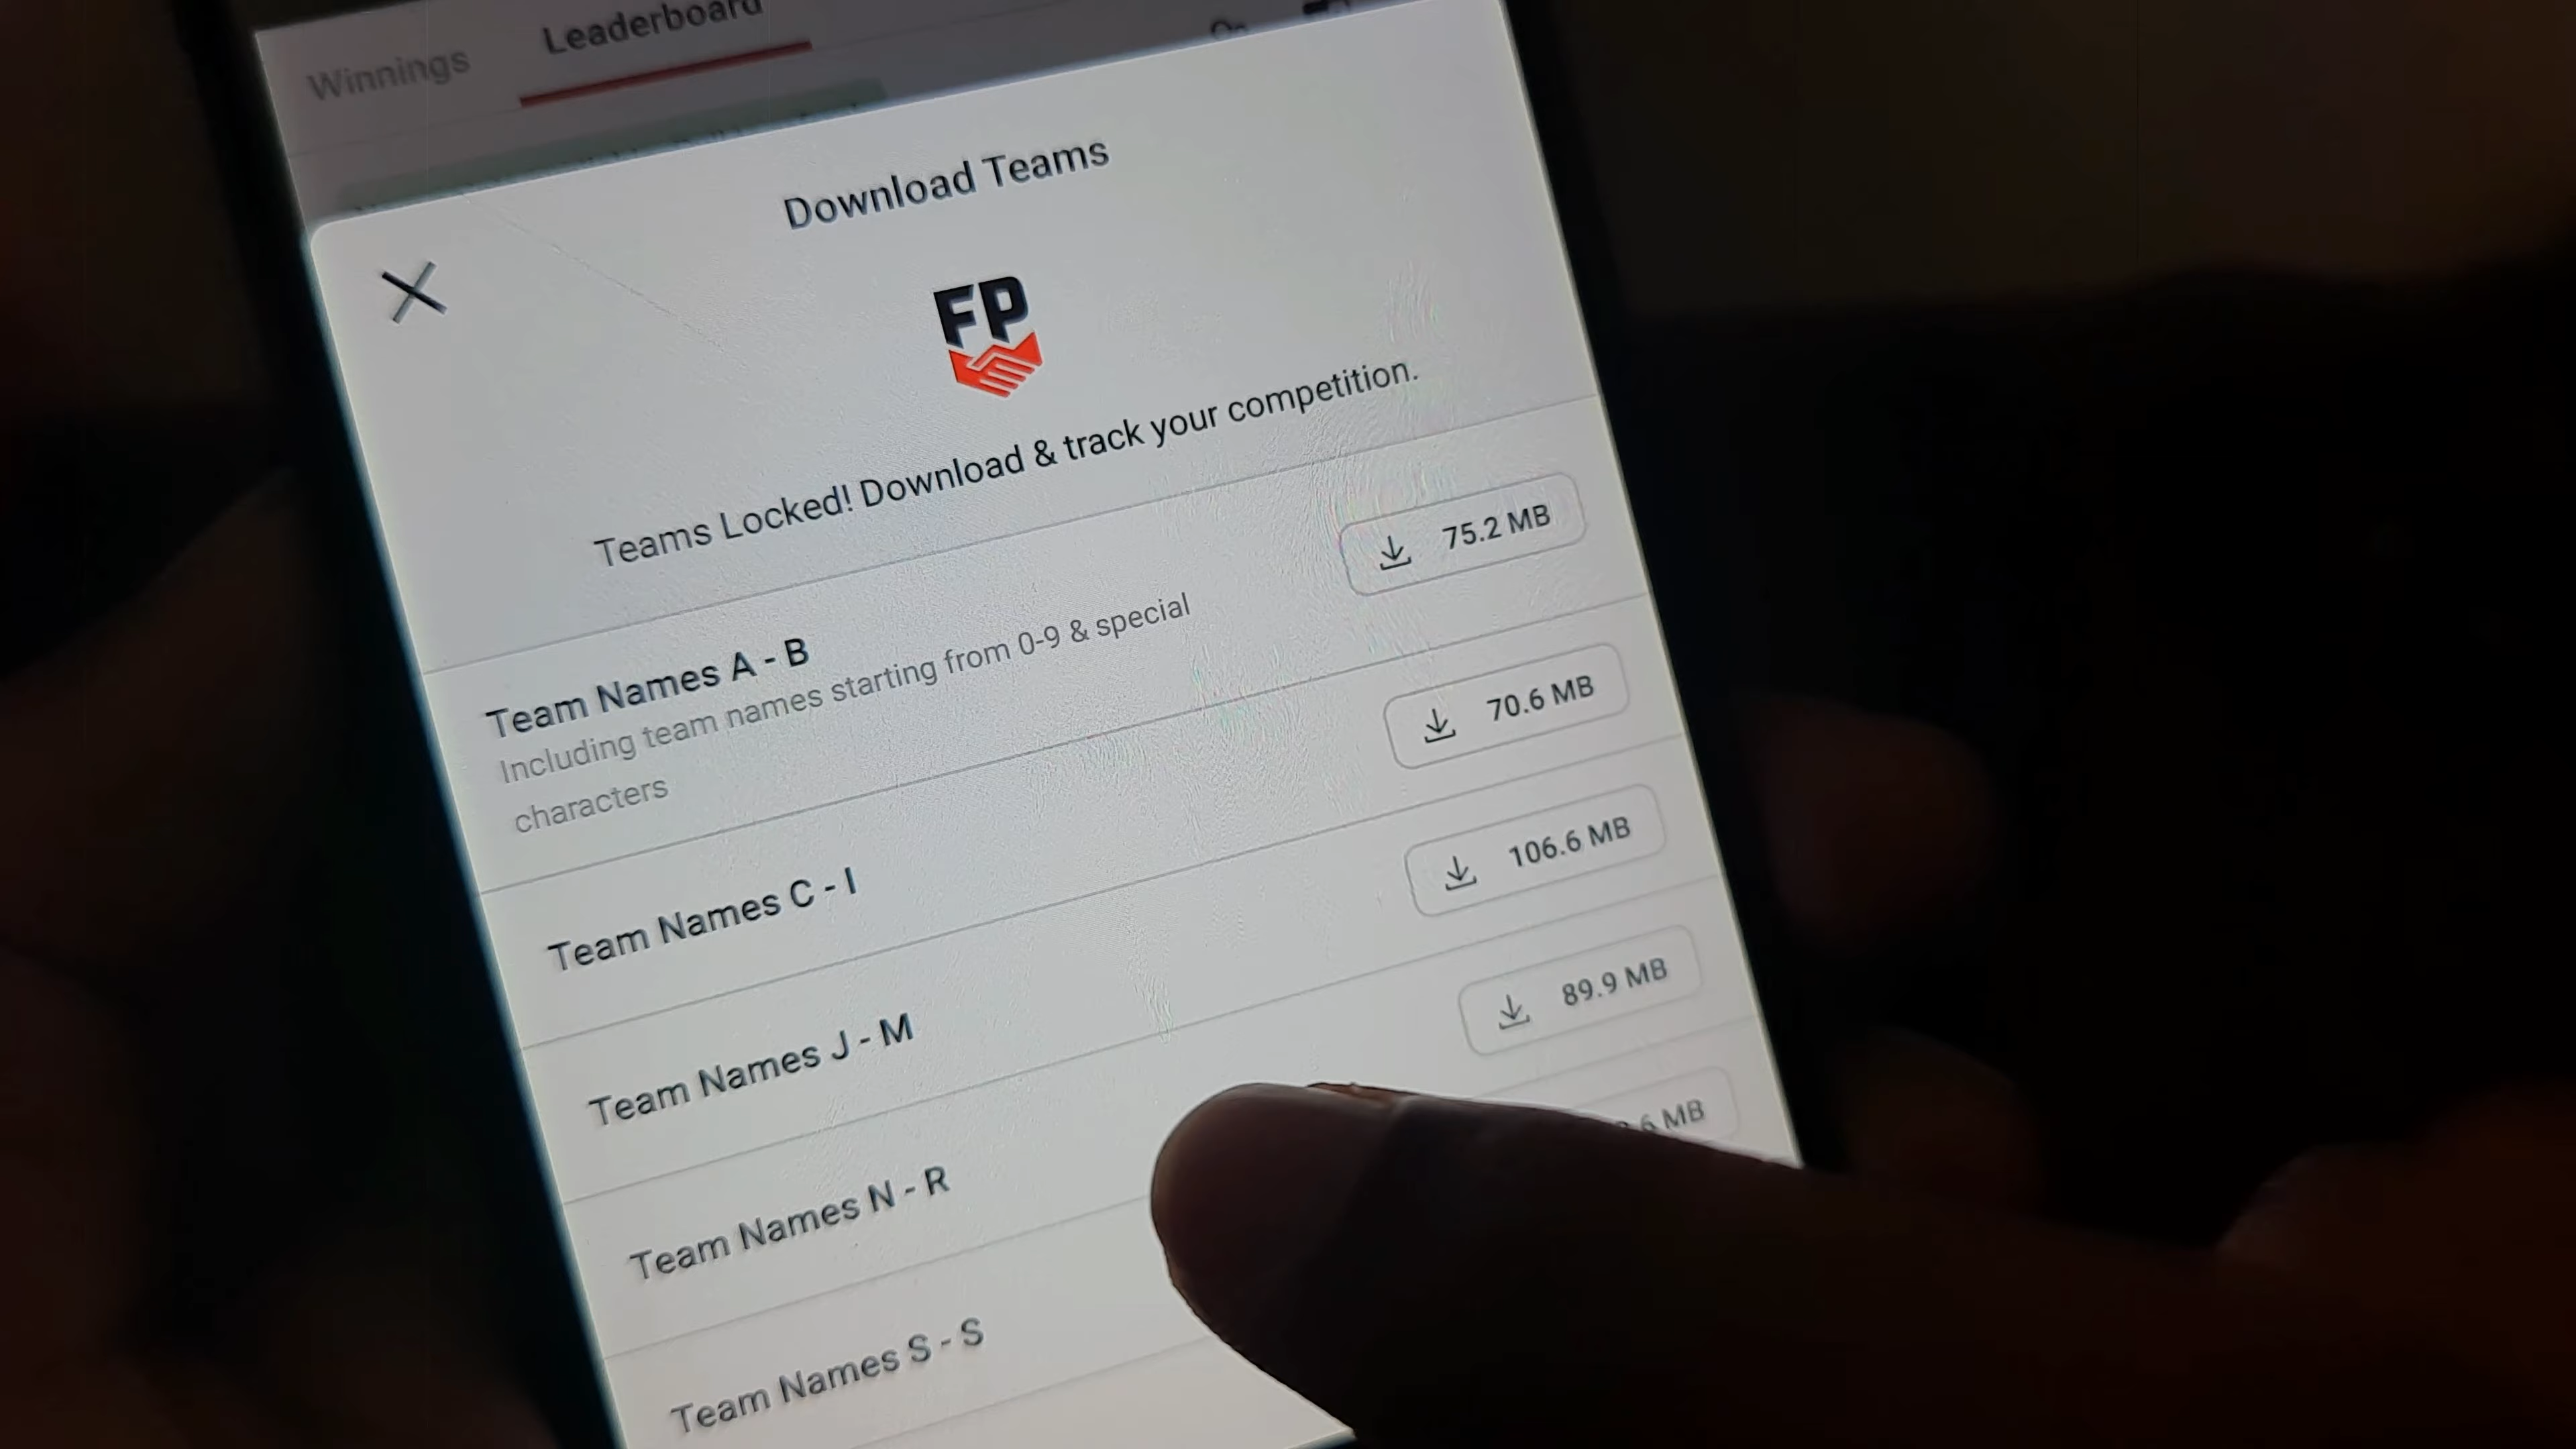 Winnings
Leaderboard
Download Teams
FP
Teams Locked! Download & track your competition.
Team Names A - B
75.2 MB
Including team names starting from 0-9 & special
characters
Team Names C - I
70.6 MB
Team Names J - M
106.6 MB
Team Names N - R
89.9 MB
Team Names S - S
MB